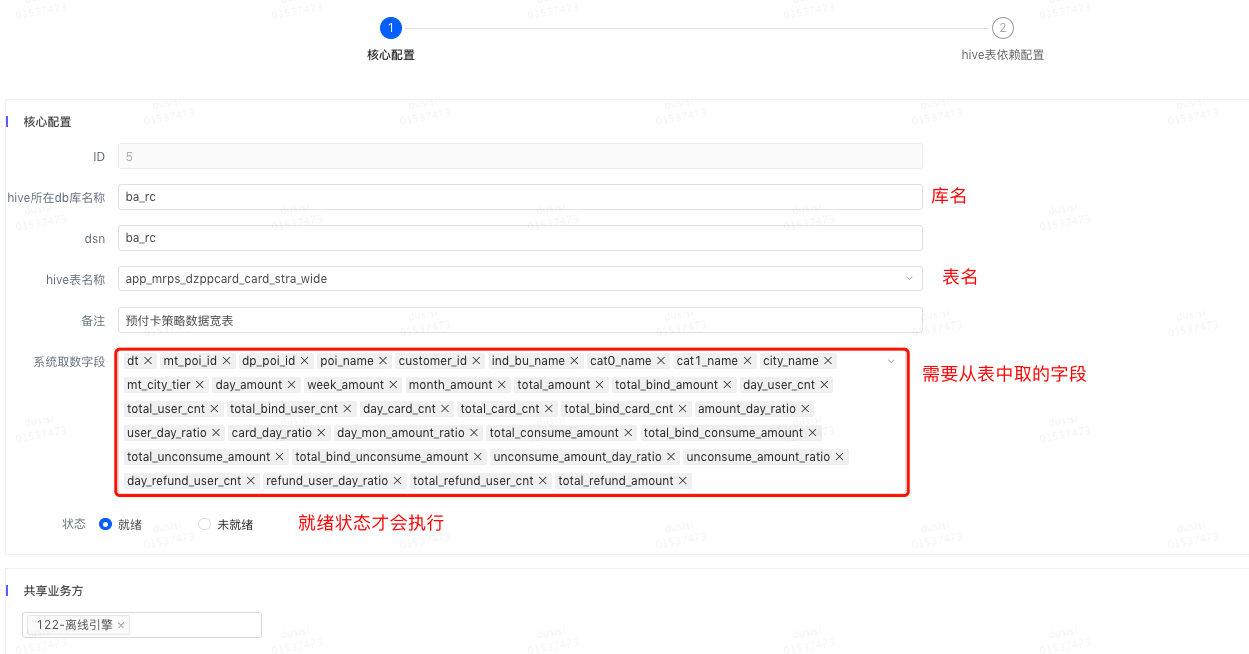 1
2
核心配置
hive表依赖配置
核心配置
ID
5
hive所在db库名称
ba_rc
库名
dsn
ba_rc
hive表名称
app_mrps_dzppcard_card_stra_wide
表名
备注
预付卡策略数据宽表
系统取数字段
dt × mt_poi_id × dp_poi_id × poi_name × customer_id × ind_bu_name × cat0_name × cat1_name × city_name ×
需要从表中取的字段
mt_city_tier × day_amount × week_amount × month_amount × total_amount × total_bind_amount × day_user_cnt ×
total_user_cnt × total_bind_user_cnt × day_card_cnt × total_card_cnt × total_bind_card_cnt × amount_day_ratio ×
user_day_ratio × card_day_ratio × day_mon_amount_ratio × total_consume_amount × total_bind_consume_amount ×
total_unconsume_amount × total_bind_unconsume_amount × unconsume_amount_day_ratio × unconsume_amount_ratio ×
day_refund_user_cnt × refund_user_day_ratio × total_refund_user_cnt × total_refund_amount ×
状态
就绪
未就绪
就绪状态才会执行
共享业务方
122-离线引擎 ×
dusisi
01537473